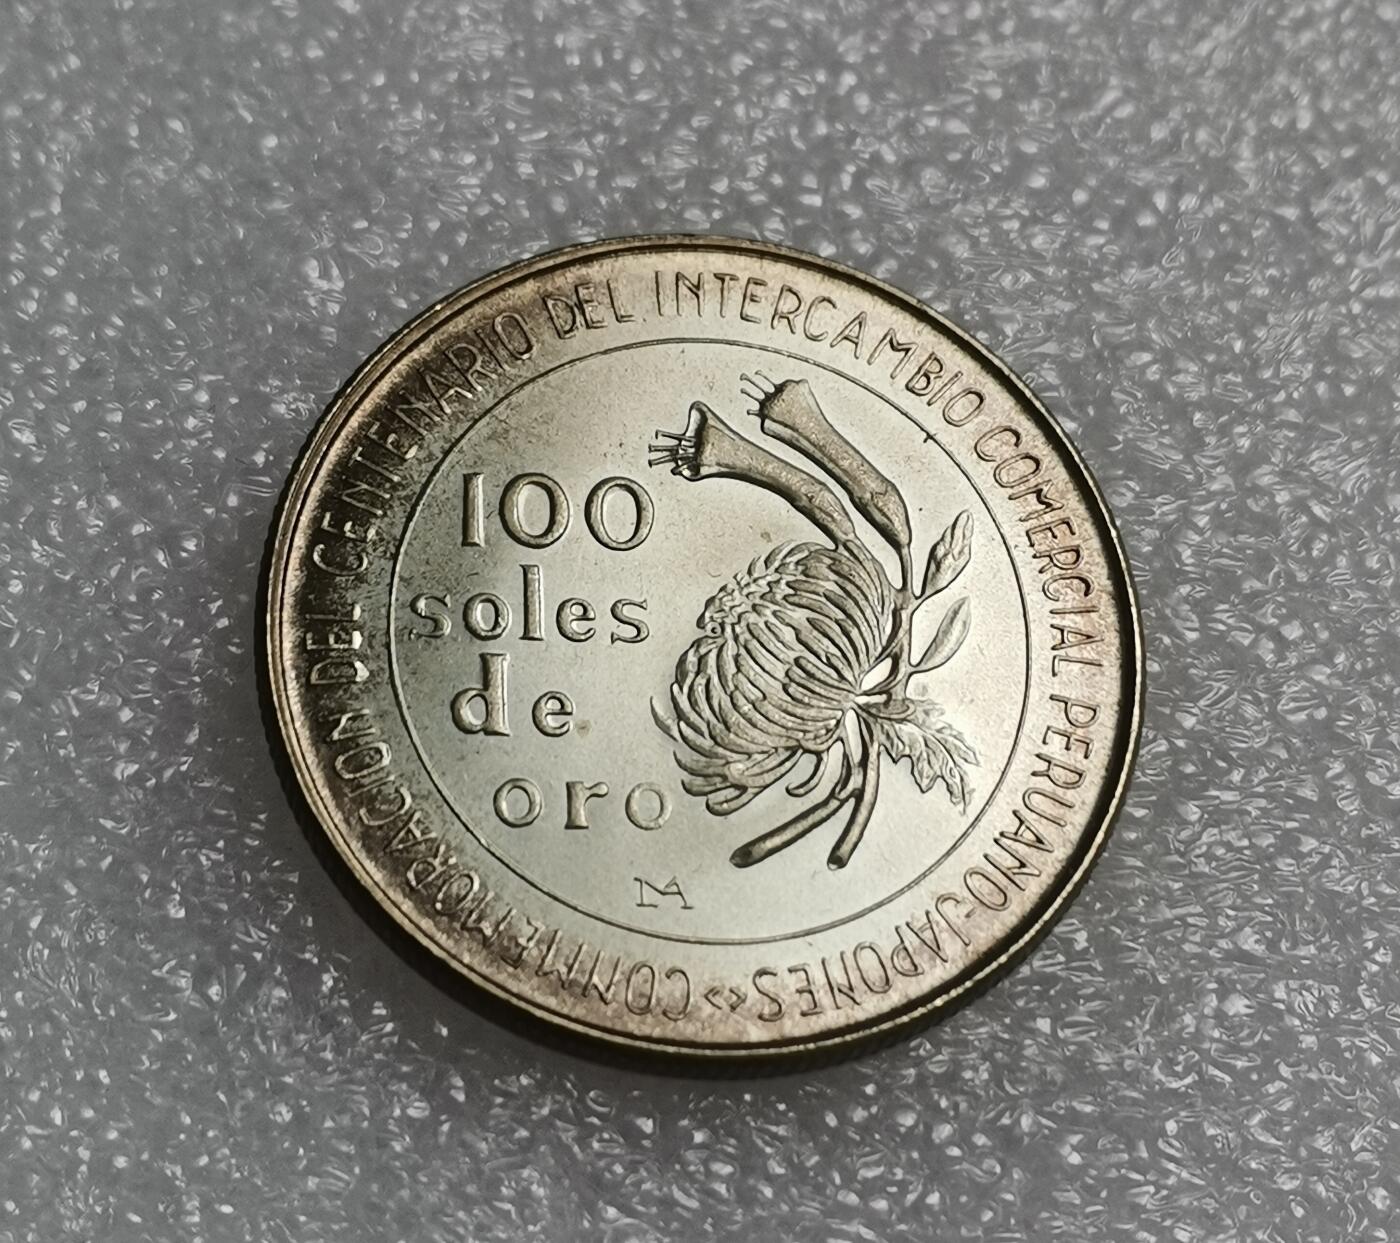 CONMEMORACION DEL CENTENARIO DEL INTERCAMBIO COMERCIAL PERUANO-JAPONES
100
soles
de
oro